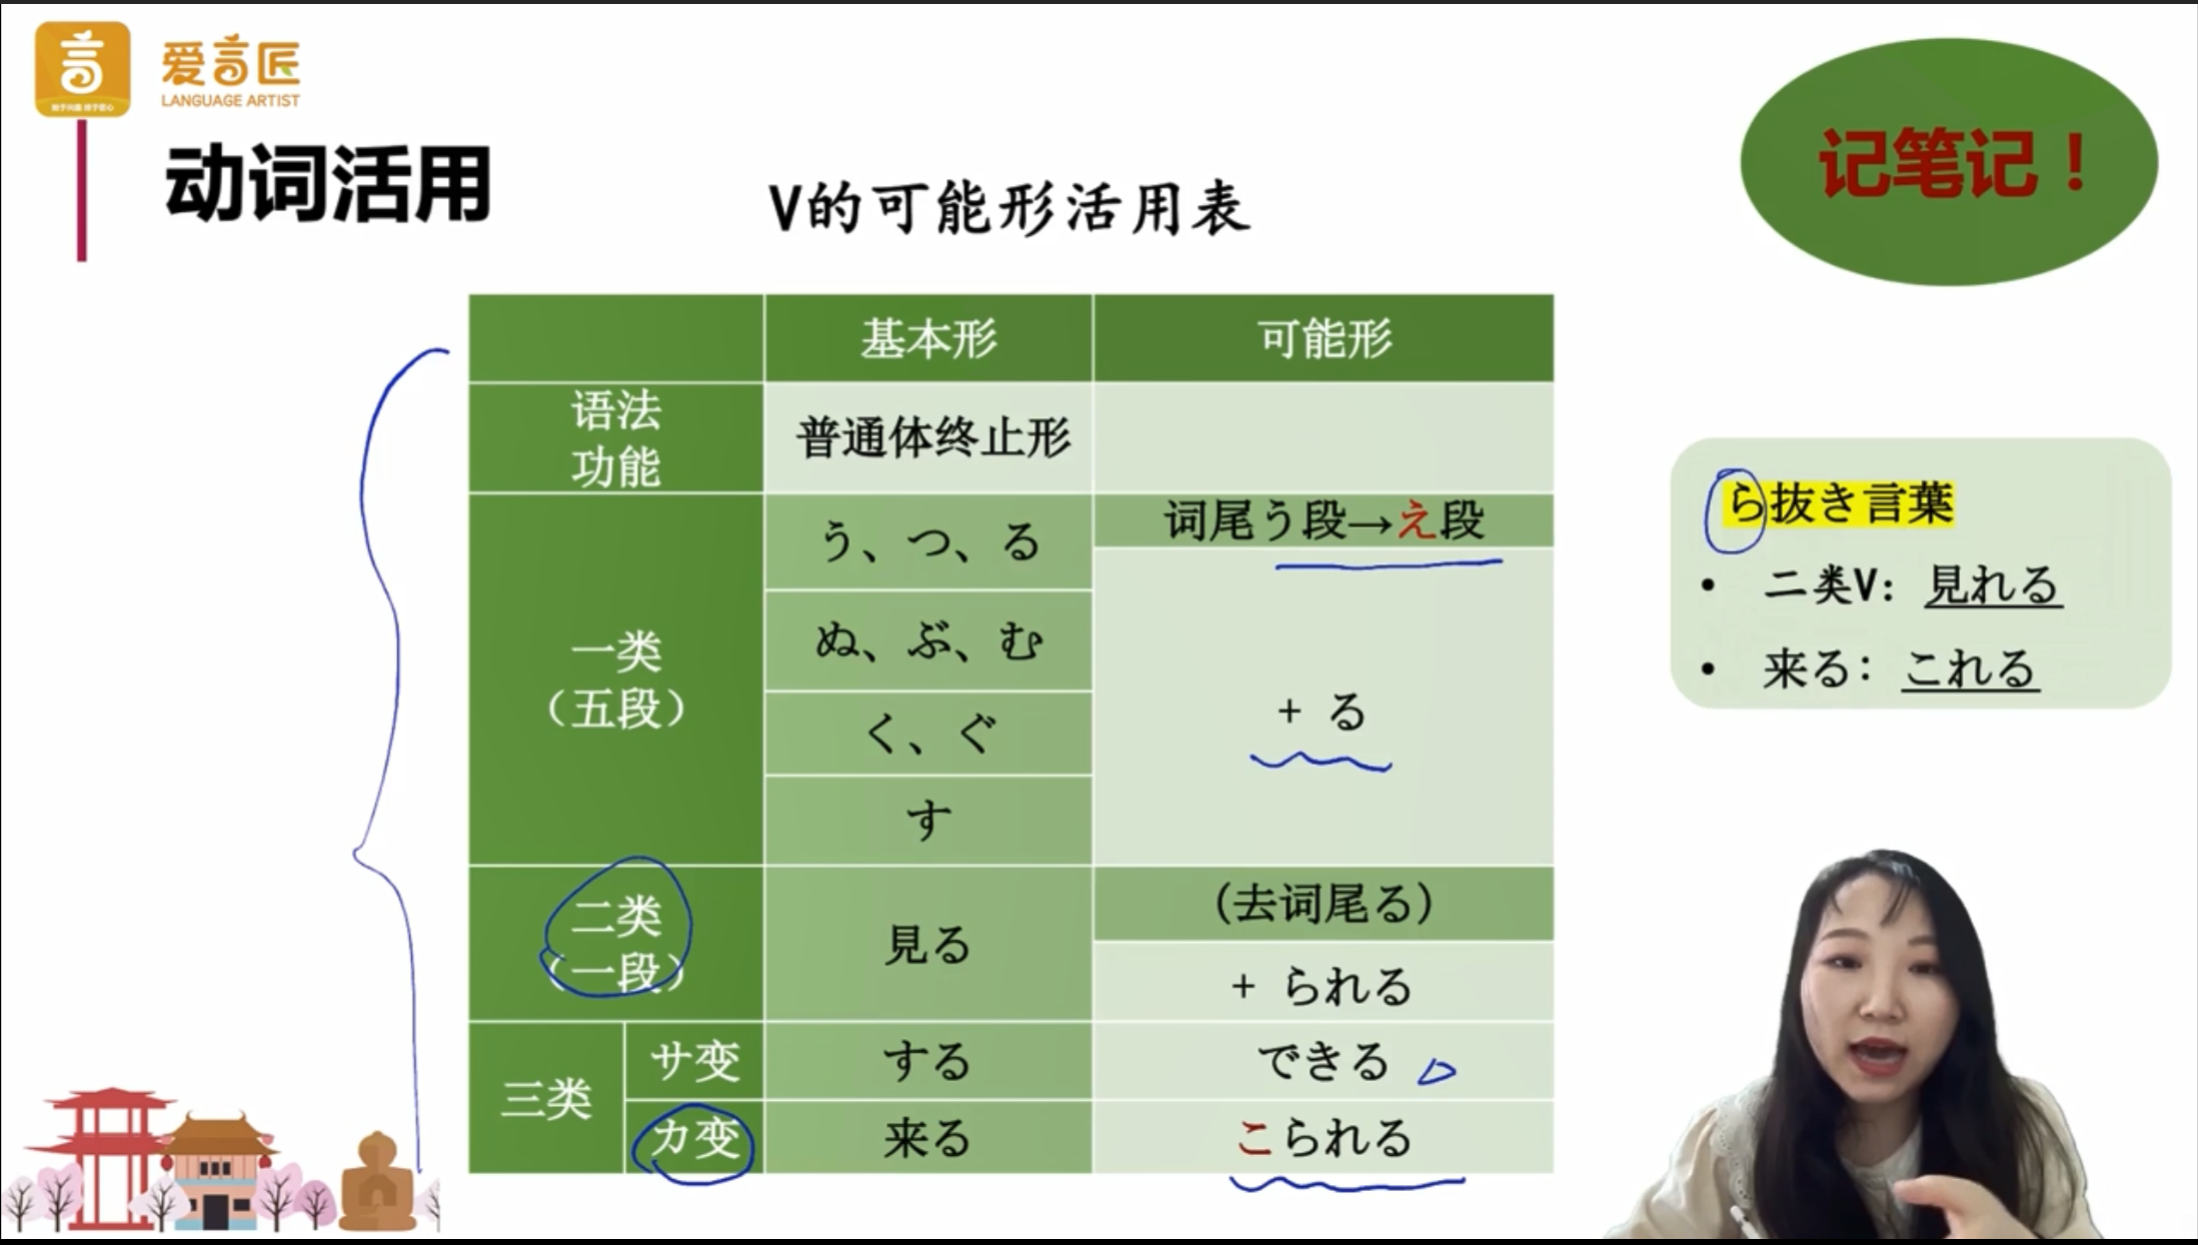 言
爱言匠
LANGUAGE ARTIST
动词活用
V的可能形活用表
记笔记！
基本形
可能形
语法
功能
普通体终止形
一类
（五段）
う、つ、る
词尾う段→え段
ぬ、ぶ、む
く、ぐ
す
+ る
二类
（一段）
見る
（去词尾る）
+ られる
三类
サ变
する
できる
カ变
来る
こられる
ら抜き言葉
• 二类V：見れる
• 来る：これる